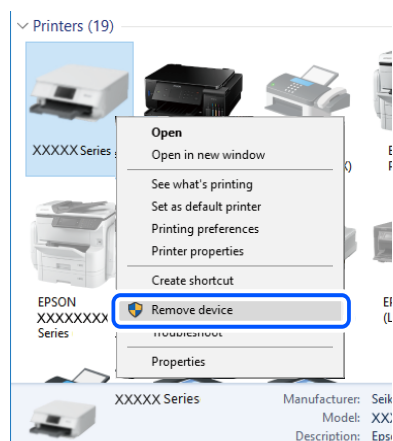 Printers (19)
XXXXX Series
Open
Open in new window
See what's printing
Set as default printer
Printing preferences
Printer properties
Create shortcut
Remove device
Troubleshoot
Properties
EPSON
XXXXXXXX
Series
XXXXX Series
Manufacturer:
Model:
Description: